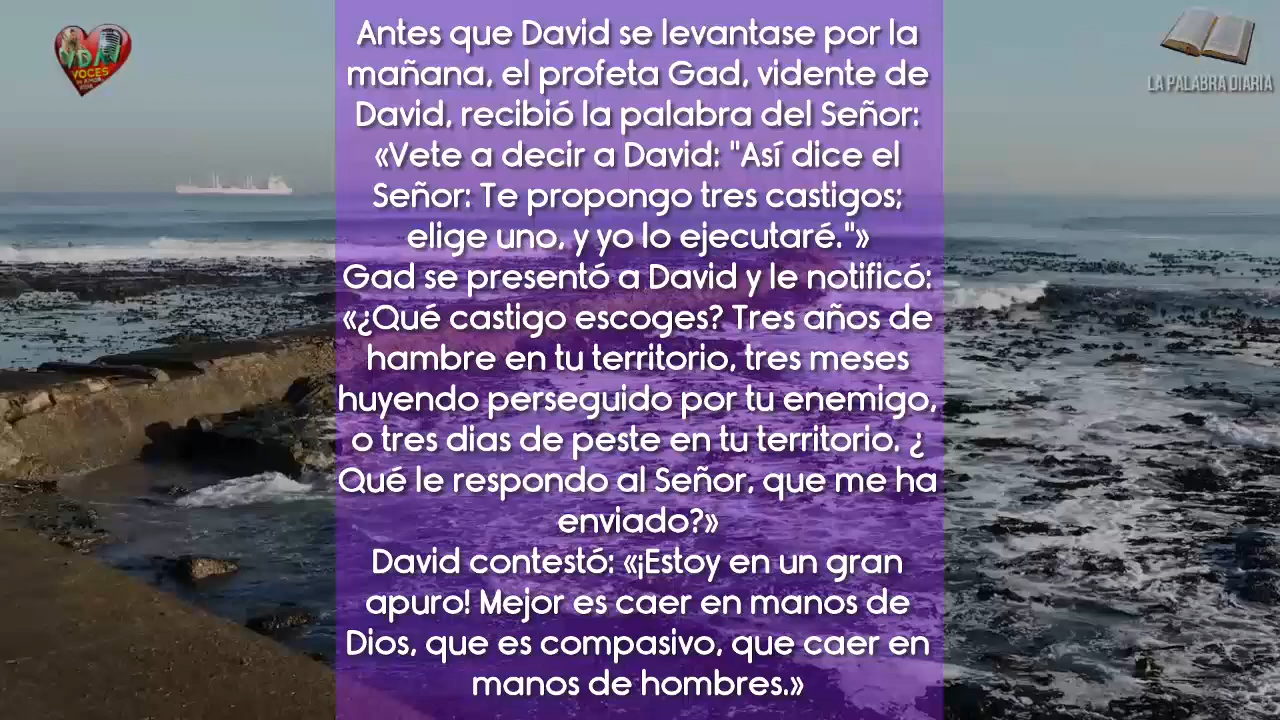 VDA
VOCES
LA PALABRA DIARIA
Antes que David se levantase por la
mañana, el profeta Gad, vidente de
David, recibió la palabra del Señor:
«Vete a decir a David: "Así dice el
Señor: Te propongo tres castigos;
elige uno, y yo lo ejecutaré."»
Gad se presentó a David y le notificó:
«¿Qué castigo escoges? Tres años de
hambre en tu territorio, tres meses
huyendo perseguido por tu enemigo,
o tres dias de peste en tu territorio. ¿
Qué le respondo al Señor, que me ha
enviado?»
David contestó: «¡Estoy en un gran
apuro! Mejor es caer en manos de
Dios, que es compasivo, que caer en
manos de hombres.»